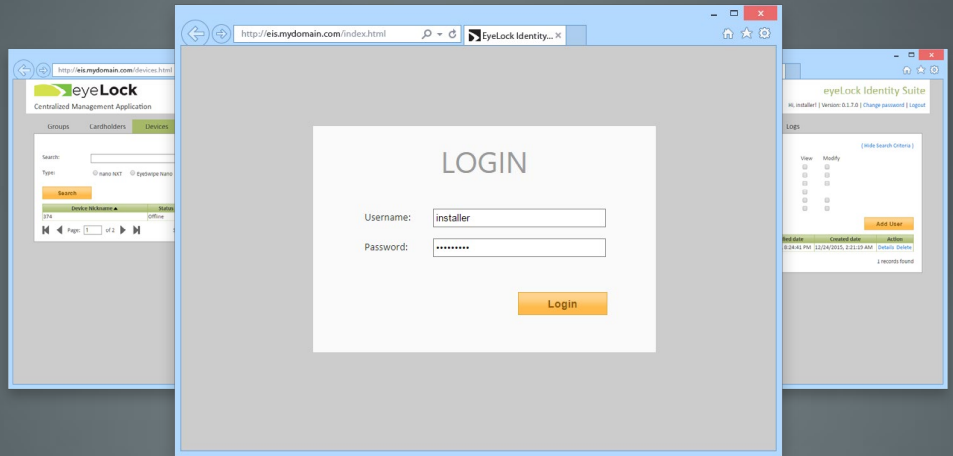 http://eis.mydomain.com/index.html
EyeLock Identity...
LOGIN
Username: installer
Password: •••••••••
Login
http://eis.mydomain.com/devices.html
eyeLock
Centralized Management Application
Groups Cardholders Devices
Search:
Type: nano NXT EyeSwipe Nano
Search
Device Nickname Status
374 Offline
Page: 1 of 2
eyeLock Identity Suite
Hi, installer! | Version: 0.1.7.0 | Change password | Logout
Logs
[Hide Search Criteria]
View Modify
Add User
Created date Action
12/24/2015, 2:21:19 AM Details Delete
records found